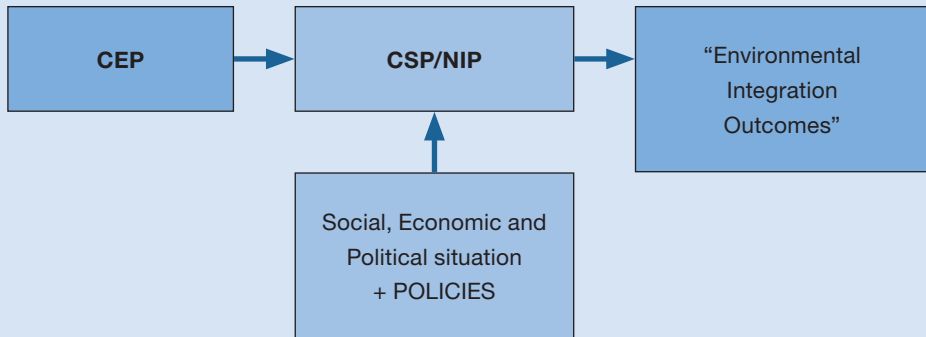 CEP
CSP/NIP
“Environmental
Integration
Outcomes”
Social, Economic and
Political situation
+ POLICIES